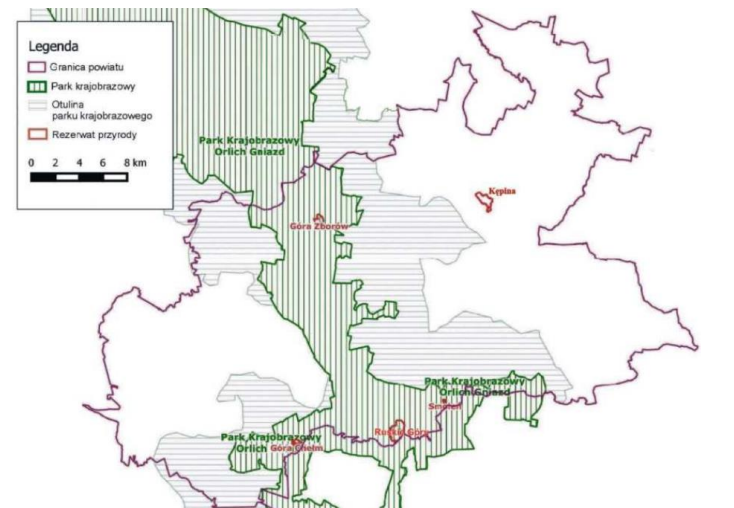 Legenda
Granica powiatu
Park krajobrazowy
Otulina
parku krajobrazowego
Rezerwat przyrody
0 2 4 6 8 km
Park Krajobrazowy
Orlich Gniazd
Kępina
Góra Zborów
Park Krajobrazowy
Orlich Gniazd
Smoleń
Ruskie Góry
Park Krajobrazowy
Orlich
Góra Chełm